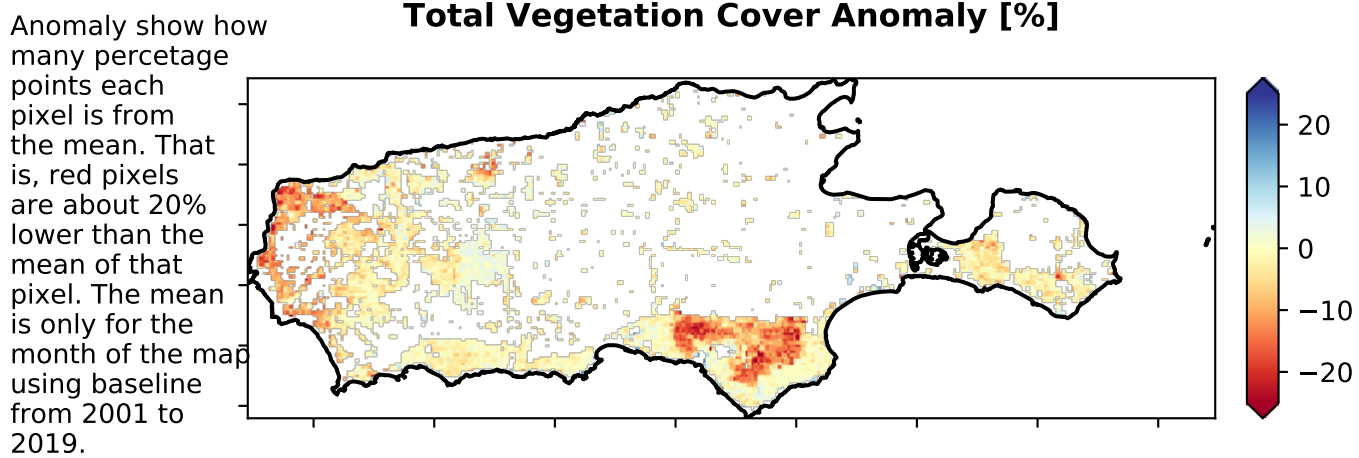 Total Vegetation Cover Anomaly [%]
Anomaly show how
many percetage
points each
pixel is from
the mean. That
is, red pixels
are about 20%
lower than the
mean of that
pixel. The mean
is only for the
month of the map
using baseline
from 2001 to
2019.
20
10
0
−10
−20